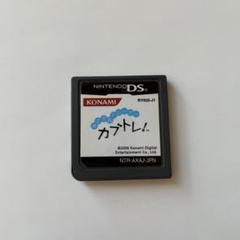 NINTENDO DS
KONAMI
カブトレ!
©2006 Konami Digital
Entertainment Co., Ltd.
NTR-AXAJ-JPN